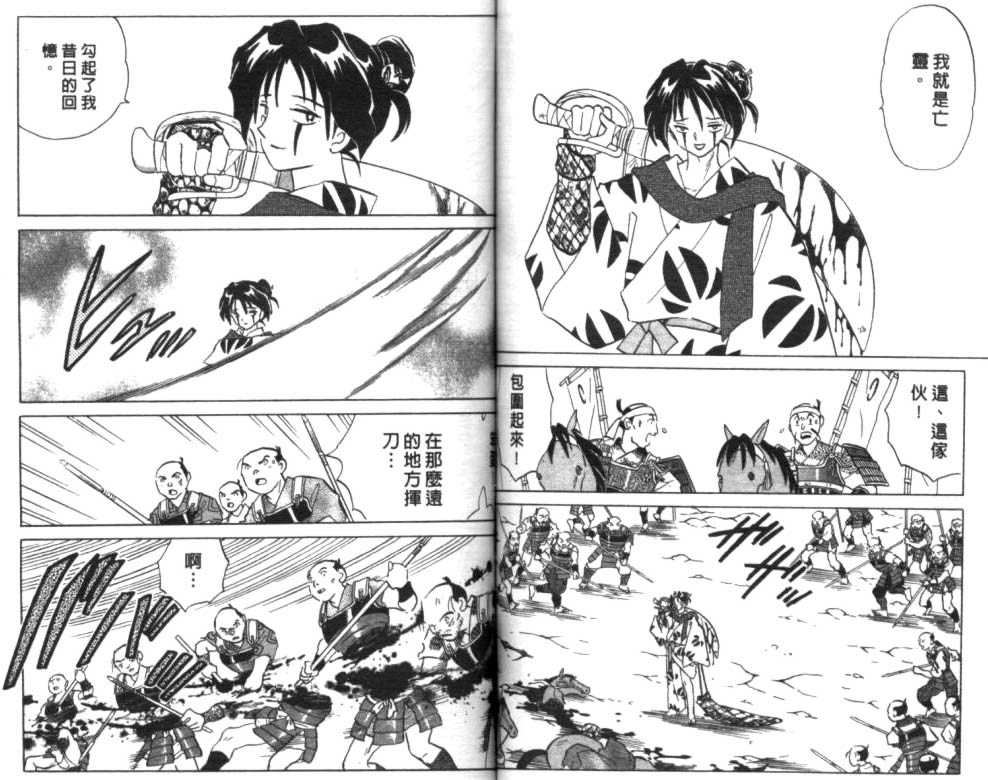 我就是亡
靈。
這、這傢
伙！
包圍起來！
勾起了我
昔日的回
憶。
在那麼遠
的地方揮
刀…
啊…